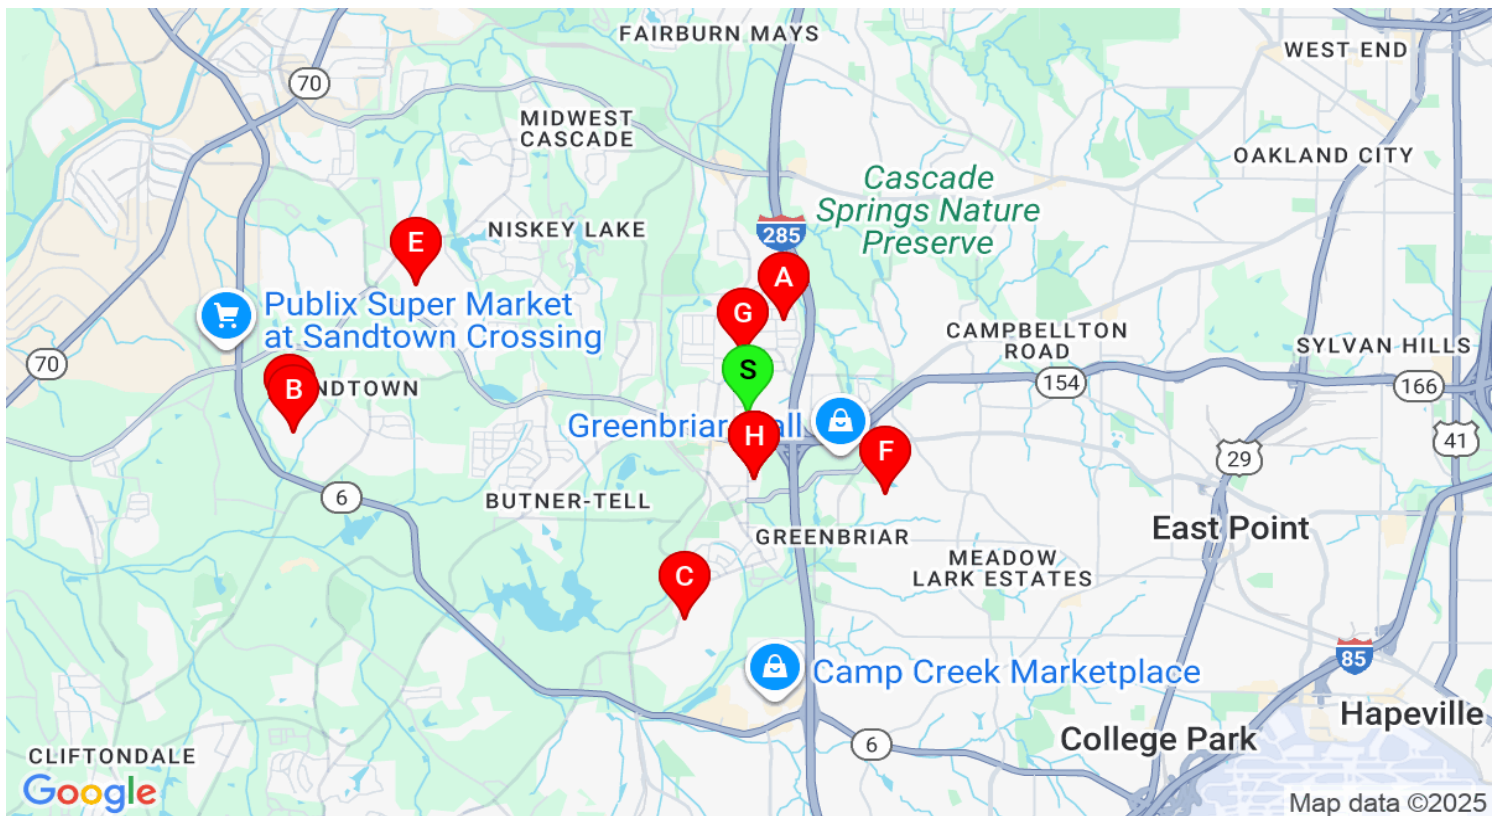 FAIRBURN MAYS
WEST END
70
MIDWEST
CASCADE
OAKLAND CITY
Cascade
Springs Nature
Preserve
NISKEY LAKE
285
E
A
Publix Super Market
at Sandtown Crossing
G
CAMPBELLTON
ROAD
SYLVAN HILLS
70
S
154
166
B
NDTOWN
Greenbriar all
H
F
41
29
6
BUTNER-TELL
East Point
GREENBRIAR
MEADOW
LARK ESTATES
C
85
Camp Creek Marketplace
Hapeville
College Park
6
CLIFTONDALE
Google
Map data ©2025